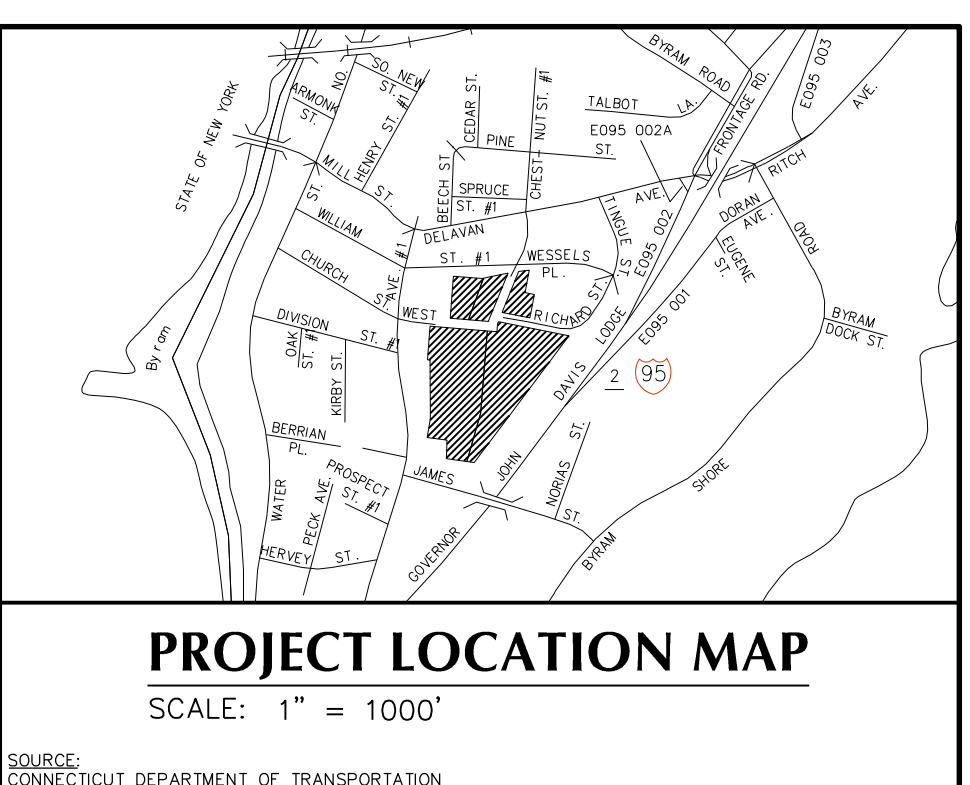 STATE OF NEW YORK
ARMONK
ST.
NO.
ST.
SO. NEW
ST.
HENRY ST. #1
MILL
ST.
CEDAR ST.
BEECH ST
PINE
ST.
CHEST- NUT ST. #1
SPRUCE
ST. #1
TALBOT
LA.
BYRAM ROAD
FRONTAGE RD.
E095 003
AVE.
RITCH
E095 002A
DELAVAN
AVE.
TINGUE ST.
E095 002
DORAN
AVE.
EUGENE
ST.
ROAD
BYRAM
DOCK ST.
WILLIAM
ST. #1
WESSELS
PL.
CHURCH
ST.
AVE. #1
WEST
RICHARD ST.
DIVISION
ST. #1
OAK
ST. #1
KIRBY ST.
Byram
E095 001
2
95
GOVERNOR
JOHN
DAVIS
LODGE
BERRIAN
PL.
WATER
PROSPECT
ST. #1
PECK AVE.
HERVEY
ST.
JAMES
ST.
NORIAS
ST.
BYRAM
SHORE
PROJECT LOCATION MAP
SCALE: 1" = 1000'
SOURCE:
CONNECTICUT DEPARTMENT OF TRANSPORTATION